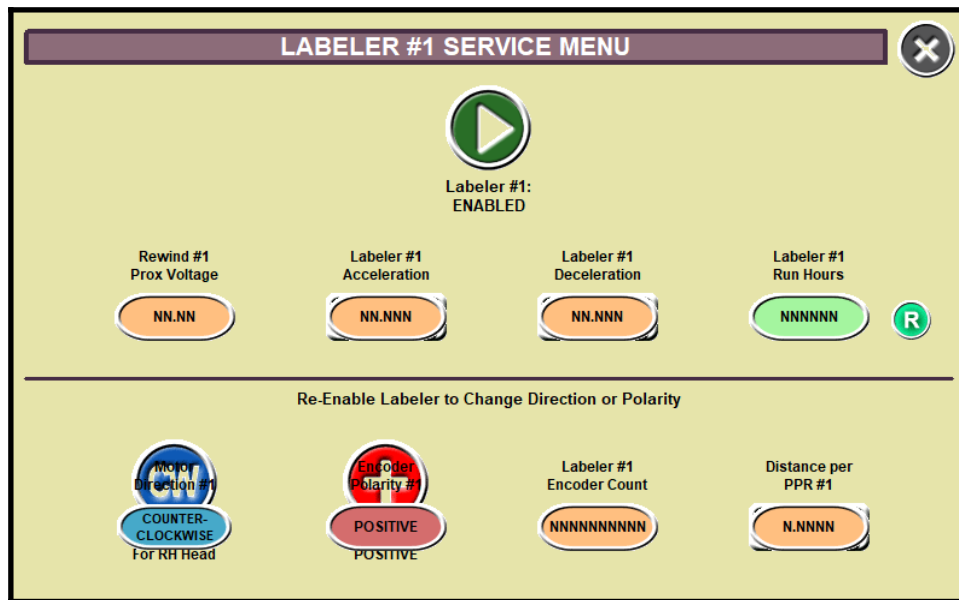 LABELER #1 SERVICE MENU
Labeler #1:
ENABLED
Rewind #1
Prox Voltage
NN.NN
Labeler #1
Acceleration
NN.NNN
Labeler #1
Deceleration
NN.NNN
Labeler #1
Run Hours
NNNNNN
R
Re-Enable Labeler to Change Direction or Polarity
Motor
Direction #1
CW
COUNTER-
CLOCKWISE
For RH Head
Encoder
Polarity #1
POSITIVE
POSITIVE
Labeler #1
Encoder Count
NNNNNNNNNN
Distance per
PPR #1
N.NNNN